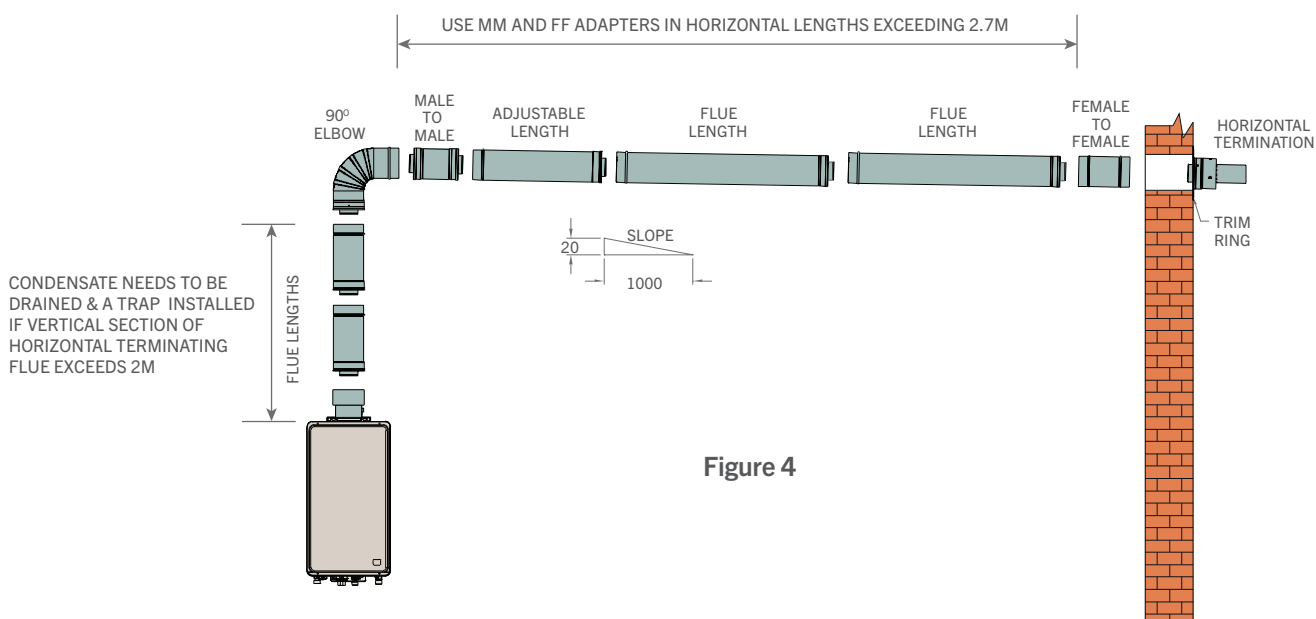 USE MM AND FF ADAPTERS IN HORIZONTAL LENGTHS EXCEEDING 2.7M
90º
ELBOW
MALE
TO
MALE
ADJUSTABLE
LENGTH
FLUE
LENGTH
FLUE
LENGTH
FEMALE
TO
FEMALE
HORIZONTAL
TERMINATION
TRIM
RING
SLOPE
20
1000
CONDENSATE NEEDS TO BE
DRAINED & A TRAP INSTALLED
IF VERTICAL SECTION OF
HORIZONTAL TERMINATING
FLUE EXCEEDS 2M
FLUE LENGTHS
Figure 4